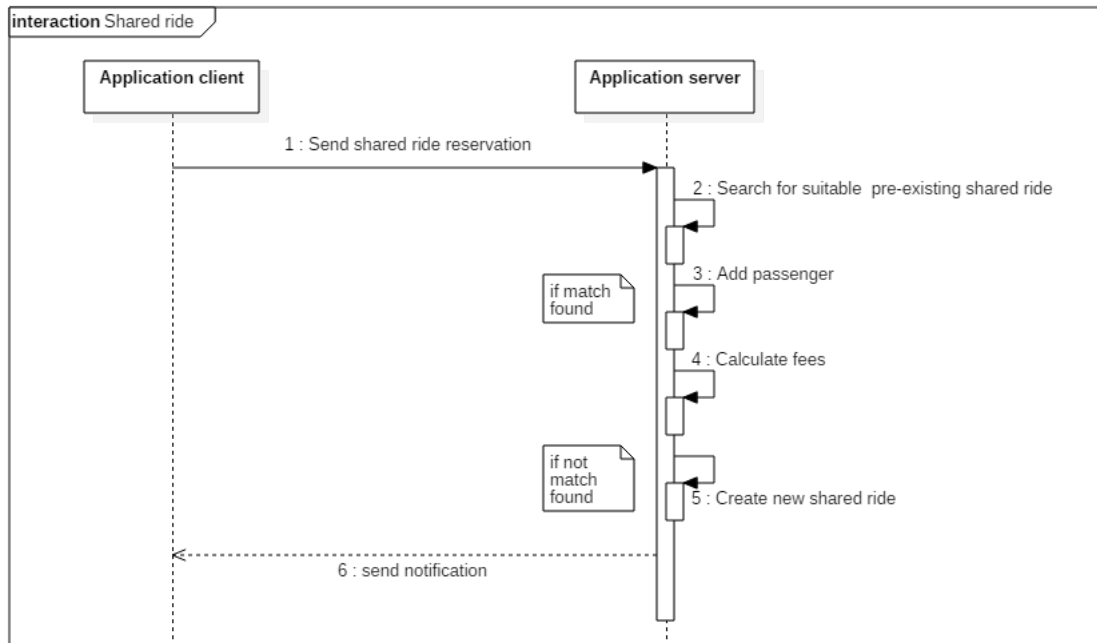 interaction Shared ride
Application client
Application server
1 : Send shared ride reservation
2 : Search for suitable  pre-existing shared ride
3 : Add passenger
if match
found
4 : Calculate fees
if not
match
found
5 : Create new shared ride
6 : send notification